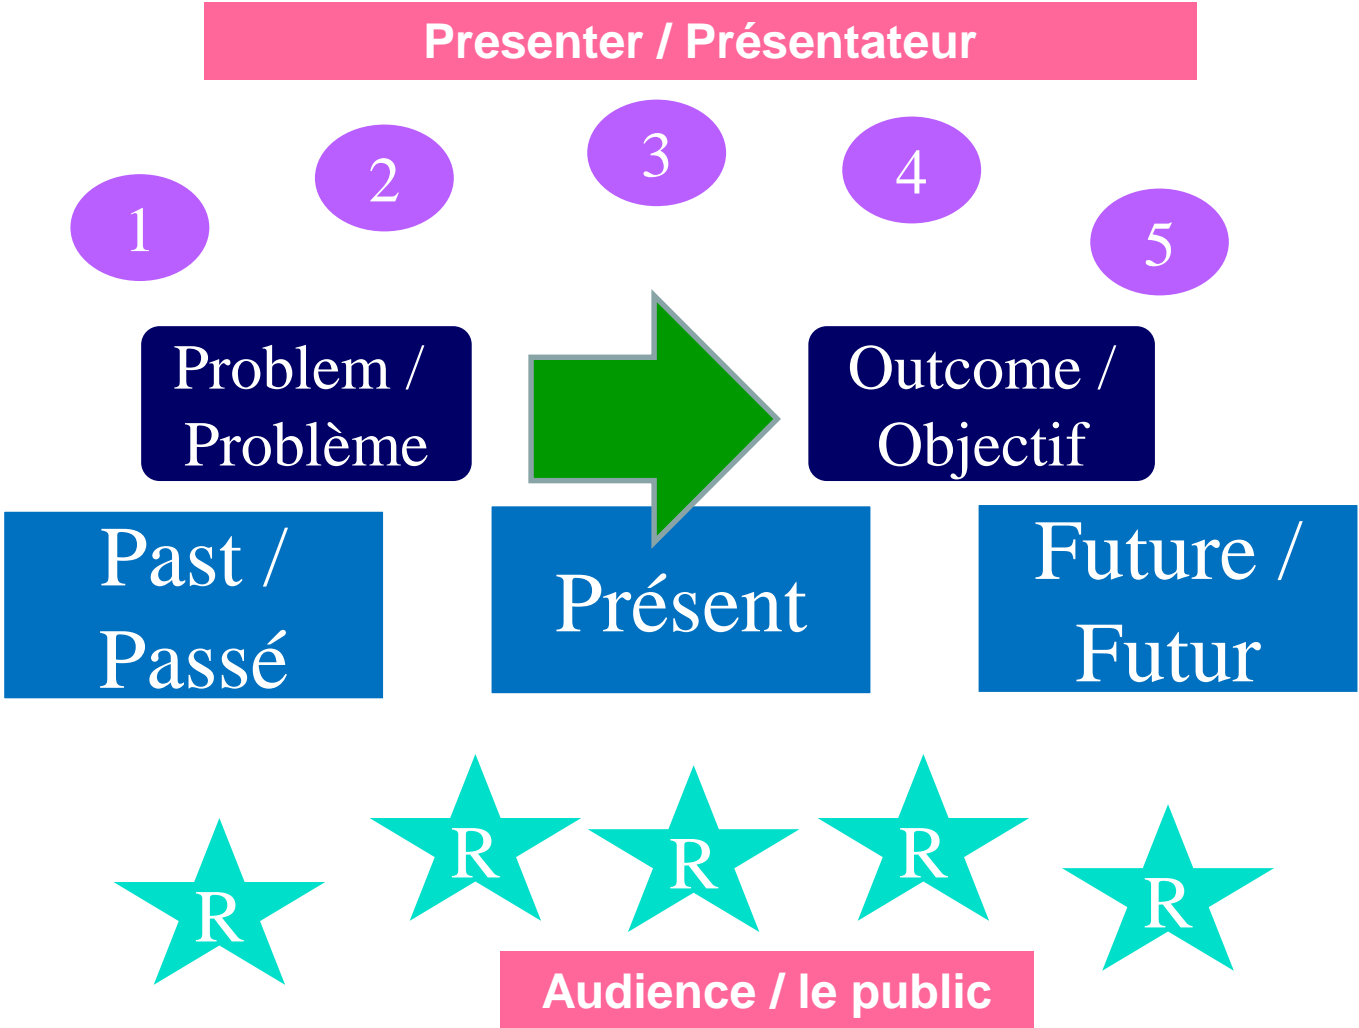 Presenter / Présentateur
1
2
3
4
5
Problem /
Problème
Outcome /
Objectif
Past /
Passé
Présent
Future /
Futur
R
R
R
R
R
Audience / le public